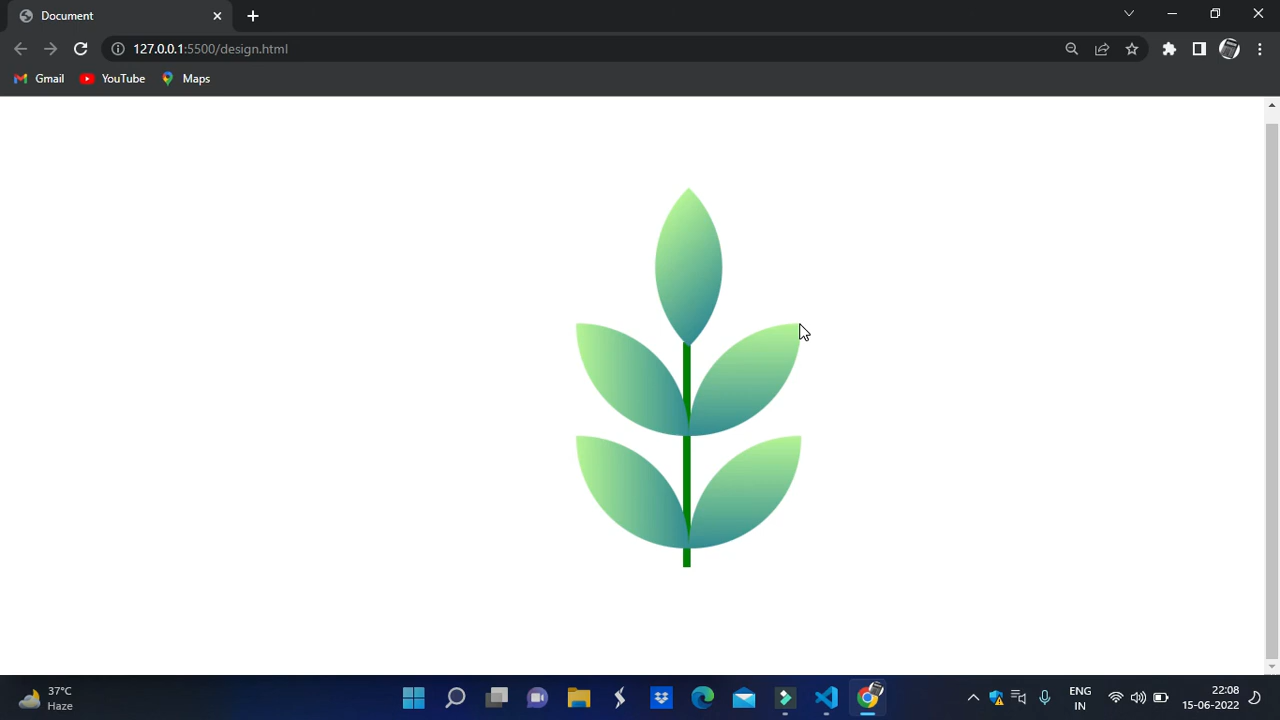 Document
127.0.0.1:5500/design.html
Gmail YouTube Maps
37°C
Haze
ENG
IN
22:08
15-06-2022